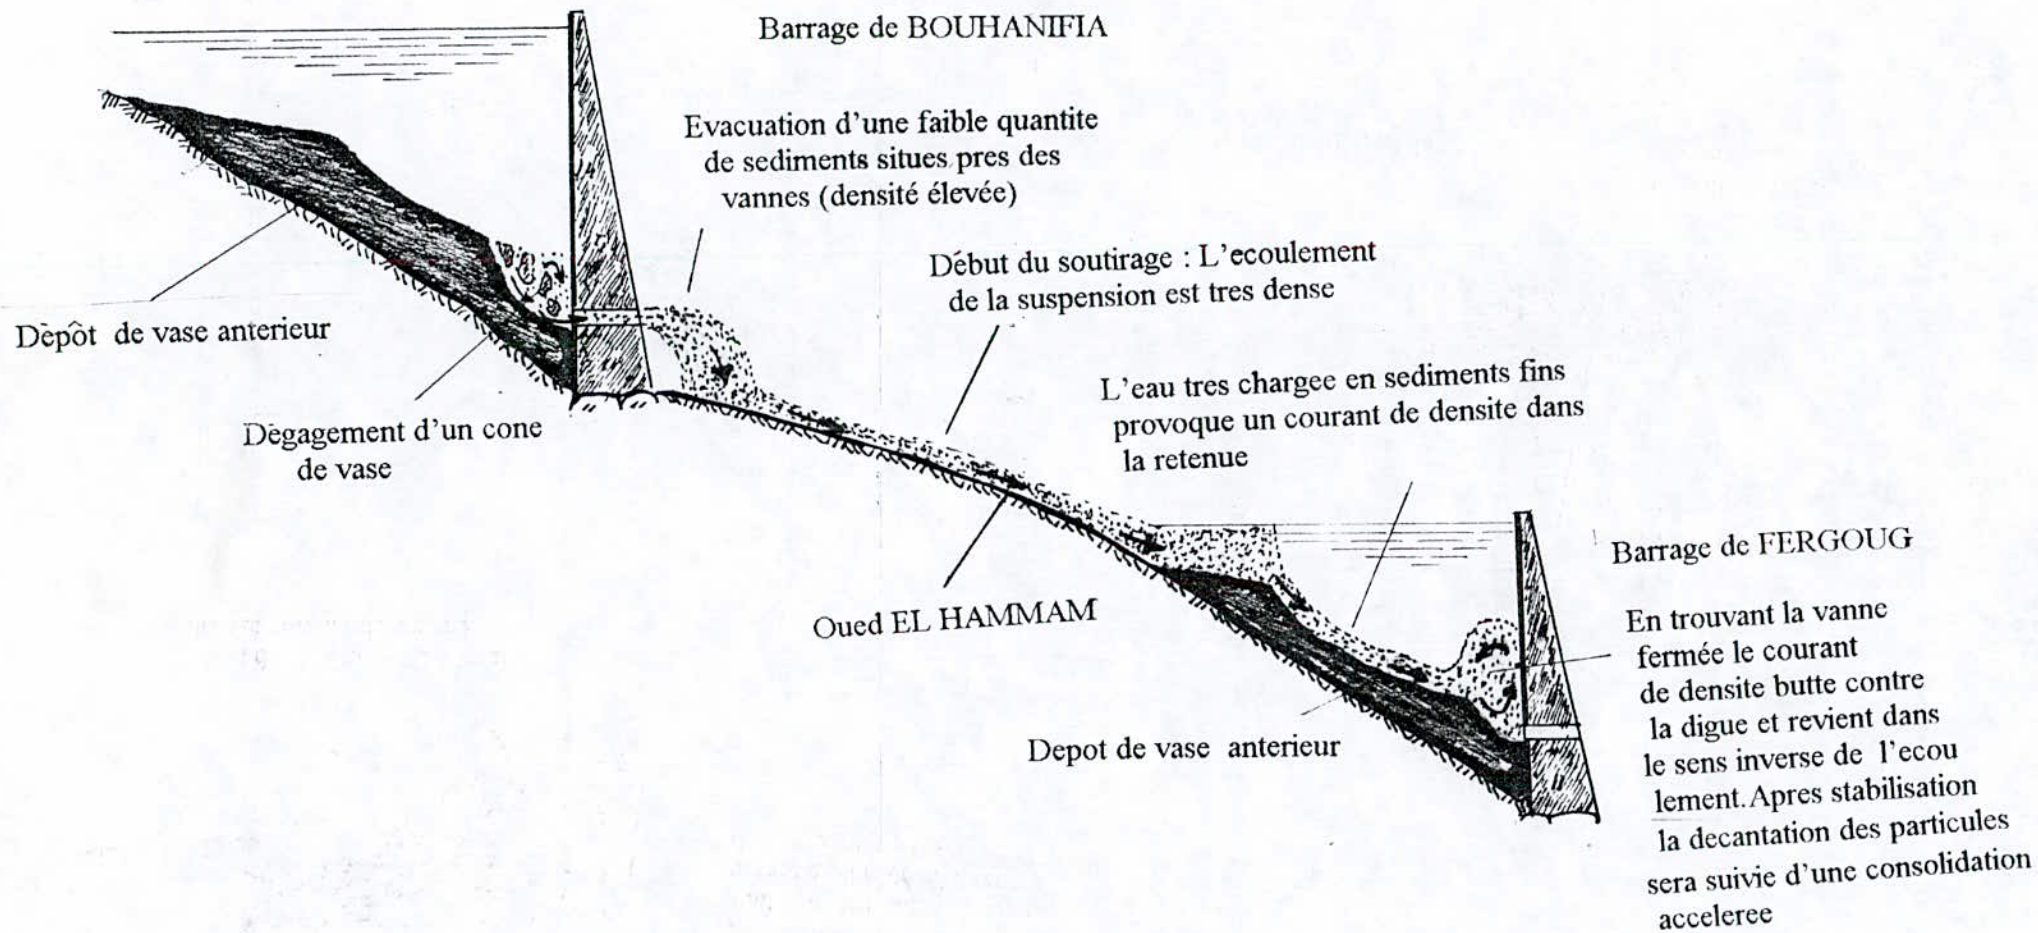 Barrage de BOUHANIFIA
Evacuation d'une faible quantite
de sediments situes pres des
vannes (densité élevée)
Début du soutirage : L'ecoulement
de la suspension est tres dense
Dèpôt de vase anterieur
L'eau tres chargee en sediments fins
provoque un courant de densite dans
la retenue
Dègagement d'un cone
de vase
Barrage de FERGOUG
Oued EL HAMMAM
En trouvant la vanne
fermée le courant
de densite butte contre
la digue et revient dans
le sens inverse de l'ecou
lement. Apres stabilisation
la decantation des particules
sera suivie d'une consolidation
acceleree
Depot de vase anterieur